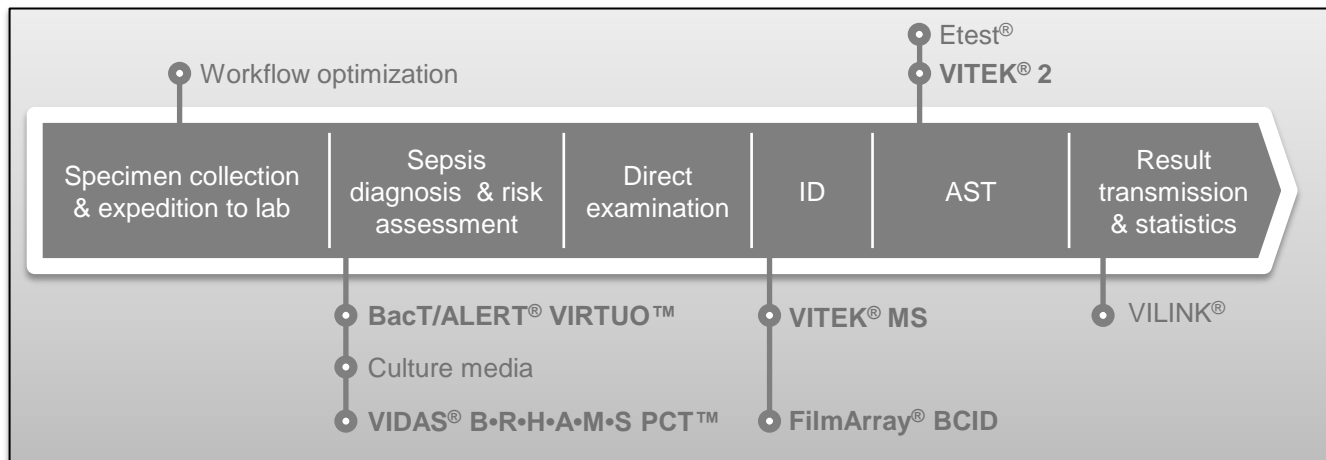 Etest®
Workflow optimization
VITEK® 2
Specimen collection
& expedition to lab
Sepsis
diagnosis & risk
assessment
Direct
examination
ID
AST
Result
transmission
& statistics
BacT/ALERT® VIRTUO™
VITEK® MS
VILINK®
Culture media
VIDAS® B•R•H•A•M•S PCT™
FilmArray® BCID